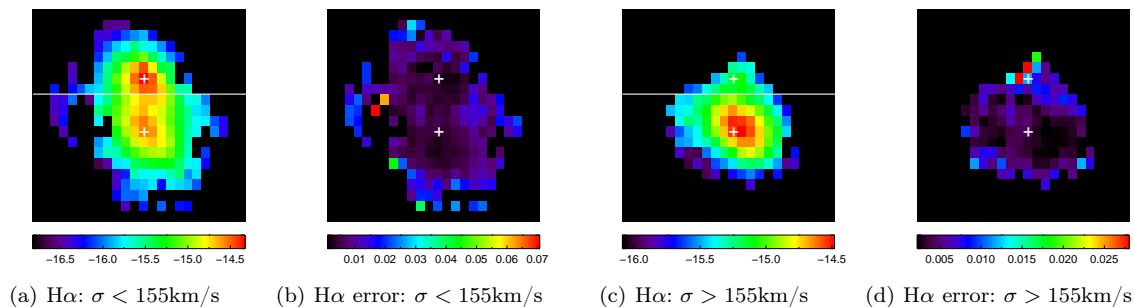 −16.5 −16.0 −15.5 −15.0 −14.5
0.01 0.02 0.03 0.04 0.05 0.06 0.07
−16.0 −15.5 −15.0 −14.5
0.005 0.010 0.015 0.020 0.025
(a) Hα: σ < 155km/s
(b) Hα error: σ < 155km/s
(c) Hα: σ > 155km/s
(d) Hα error: σ > 155km/s